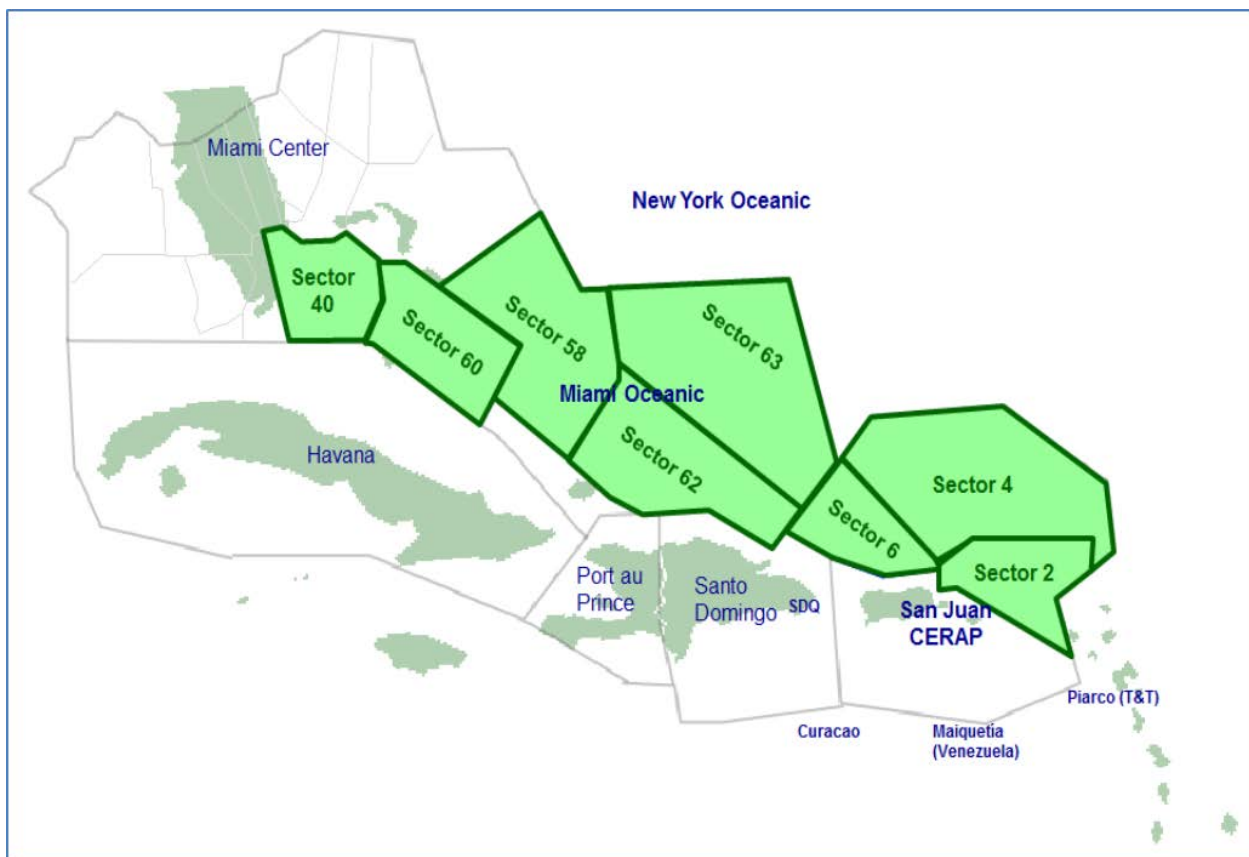 Miami Center
New York Oceanic
Sector
40
Sector 60
Sector 58
Sector 63
Miami Oceanic
Havana
Sector 62
Sector 4
Sector 6
Sector 2
Port au
Prince
Santo
Domingo
SDQ
San Juan
CERAP
Piarco (T&T)
Curacao
Maiquetia
(Venezuela)